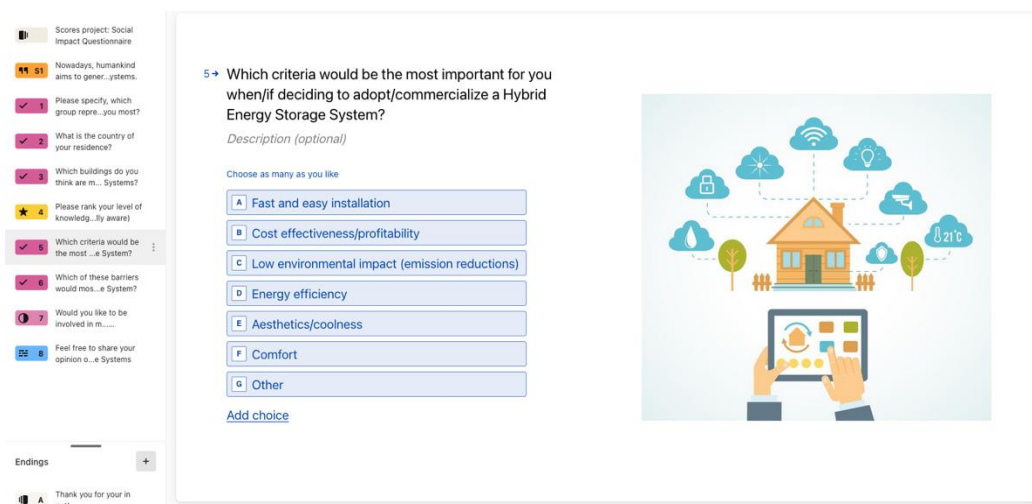 Scores project: Social
Impact Questionnaire
S1
Nowadays, humankind
aims to gener...ystems.
1
Please specify, which
group repre...you most?
2
What is the country of
your residence?
3
Which buildings do you
think are m... Systems?
4
Please rank your level of
knowledg...lly aware)
5
Which criteria would be
the most ...e System?
6
Which of these barriers
would mos...e System?
7
Would you like to be
involved in m......
8
Feel free to share your
opinion o...e Systems
Endings
+
A
Thank you for your in
5 Which criteria would be the most important for you
when/if deciding to adopt/commercialize a Hybrid
Energy Storage System?
Description (optional)
Choose as many as you like
A Fast and easy installation
B Cost effectiveness/profitability
C Low environmental impact (emission reductions)
D Energy efficiency
E Aesthetics/coolness
F Comfort
G Other
Add choice
21°C